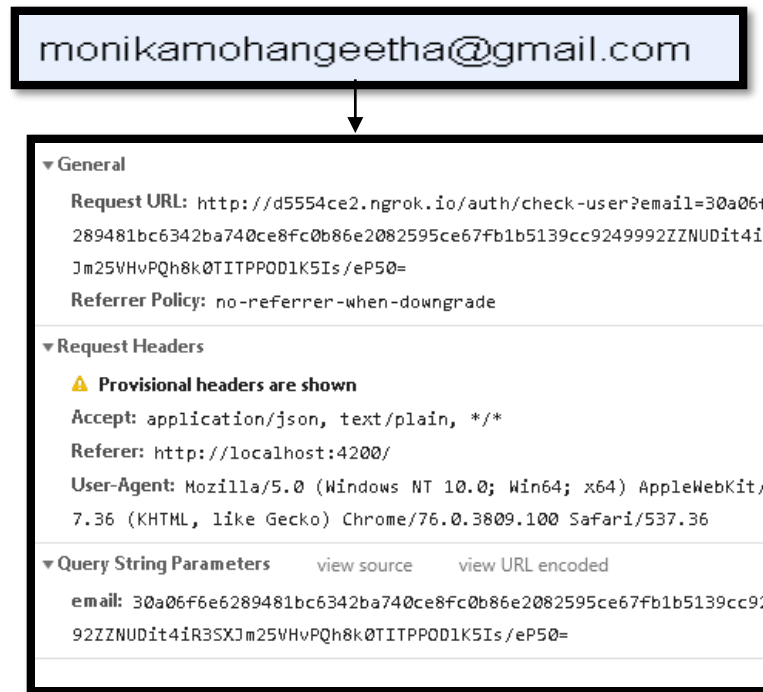 monikamohangeetha@gmail.com
General
Request URL: http://d5554ce2.ngrok.io/auth/check-user?email=30a06f
289481bc6342ba740ce8fc0b86e2082595ce67fb1b5139cc9249992ZZNUDit4i
Jm25VHvPQh8k0TITPPODlK5Is/eP50=
Referrer Policy: no-referrer-when-downgrade
Request Headers
Provisional headers are shown
Accept: application/json, text/plain, */*
Referer: http://localhost:4200/
User-Agent: Mozilla/5.0 (Windows NT 10.0; Win64; x64) AppleWebKit/
7.36 (KHTML, like Gecko) Chrome/76.0.3809.100 Safari/537.36
Query String Parameters view source view URL encoded
email: 30a06f6e6289481bc6342ba740ce8fc0b86e2082595ce67fb1b5139cc92
92ZZNUDit4iR3SXJm25VHvPQh8k0TITPPODlK5Is/eP50=